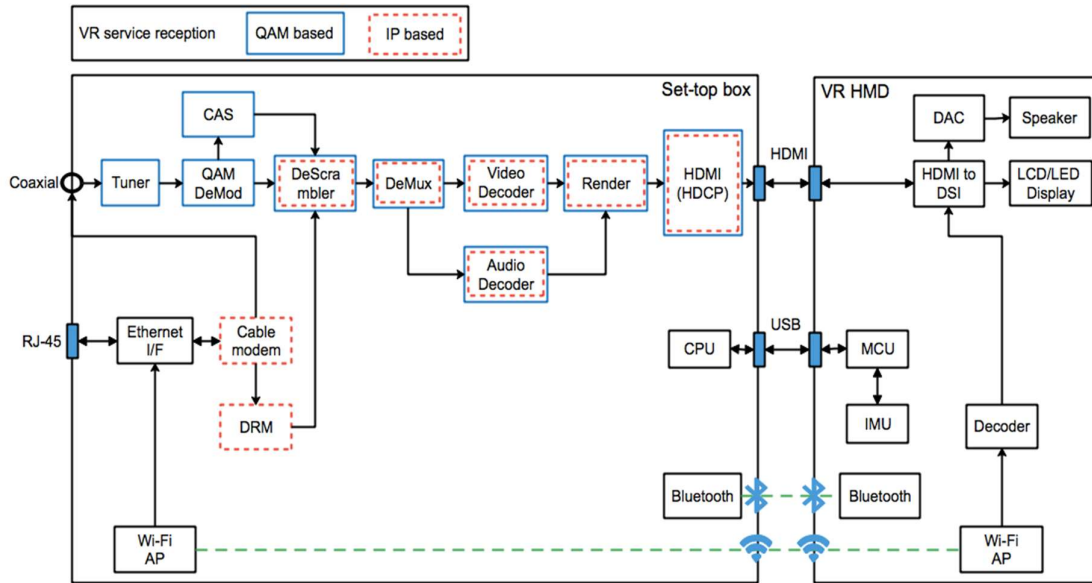 VR service reception
QAM based
IP based
Set-top box
VR HMD
CAS
DAC
Speaker
HDMI
Coaxial
Tuner
QAM
DeMod
DeScra
mbler
DeMux
Video
Decoder
Render
HDMI
(HDCP)
HDMI to
DSI
LCD/LED
Display
Audio
Decoder
RJ-45
Ethernet
I/F
Cable
modem
USB
CPU
MCU
DRM
IMU
Decoder
Bluetooth
Bluetooth
Wi-Fi
AP
Wi-Fi
AP